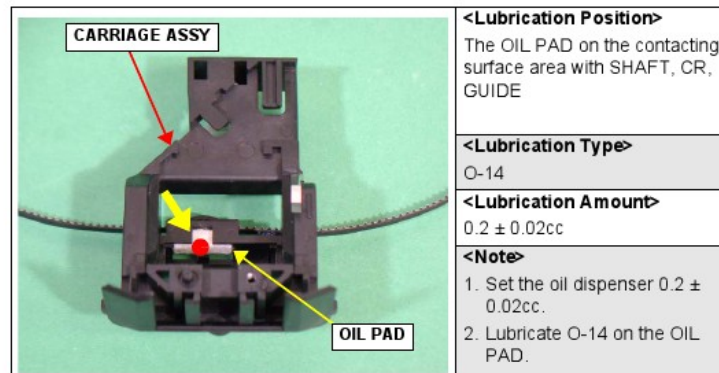 CARRIAGE ASSY
OIL PAD
<Lubrication Position>
The OIL PAD on the contacting
surface area with SHAFT, CR,
GUIDE
<Lubrication Type>
O-14
<Lubrication Amount>
0.2 ± 0.02cc
<Note>
1. Set the oil dispenser 0.2 ±
0.02cc.
2. Lubricate O-14 on the OIL
PAD.